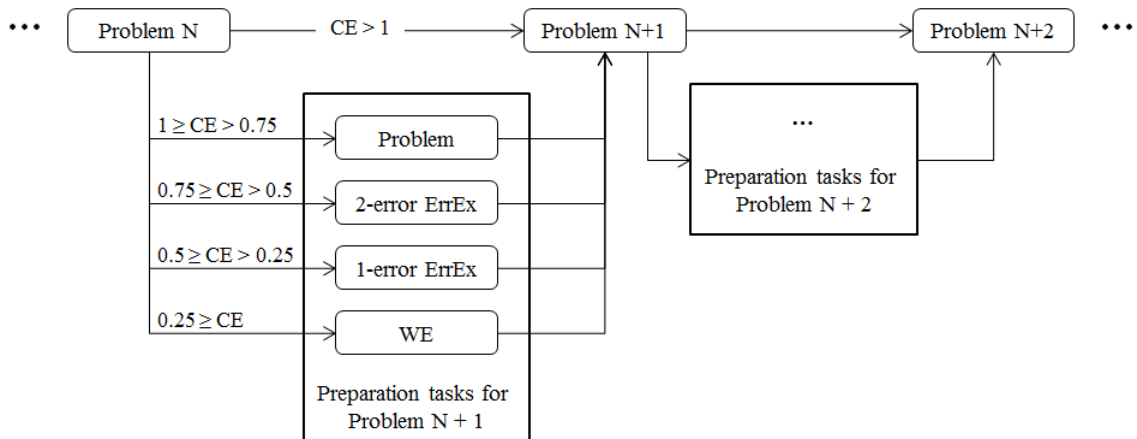 ... Problem N CE > 1 Problem N+1 Problem N+2 ...
1 ≥ CE > 0.75 Problem
0.75 ≥ CE > 0.5 2-error ErrEx
0.5 ≥ CE > 0.25 1-error ErrEx
0.25 ≥ CE WE
Preparation tasks for
Problem N + 1
...
Preparation tasks for
Problem N + 2